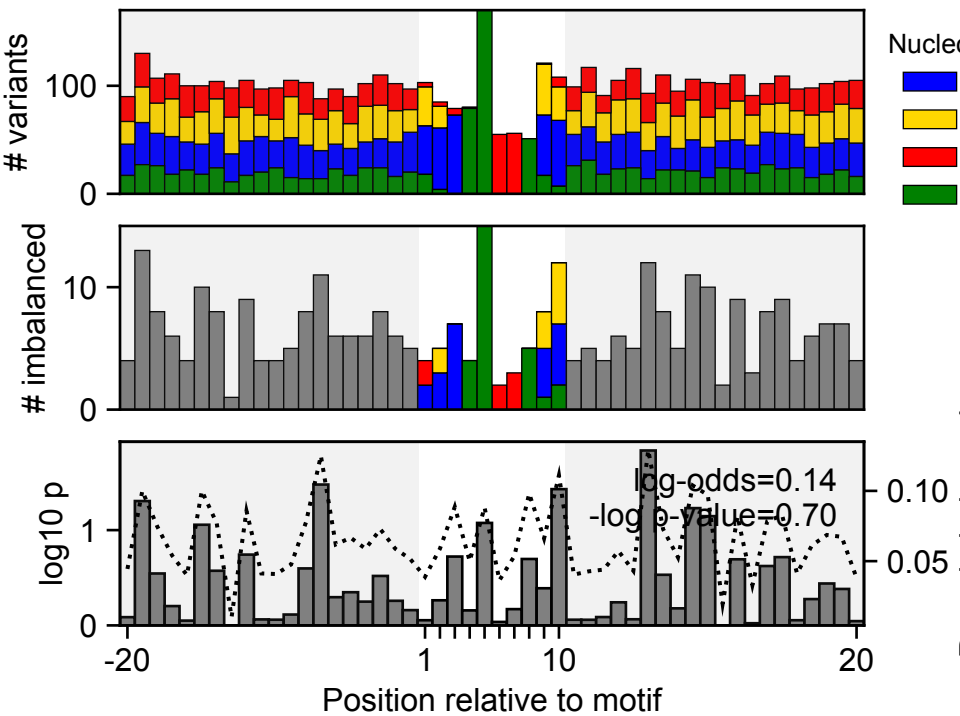 # variants
100
0
Nucleo
# imbalanced
10
0
log10 p
1
0
log-odds=0.14
-log p-value=0.70
0.10
0.05
-20
1
10
20
Position relative to motif